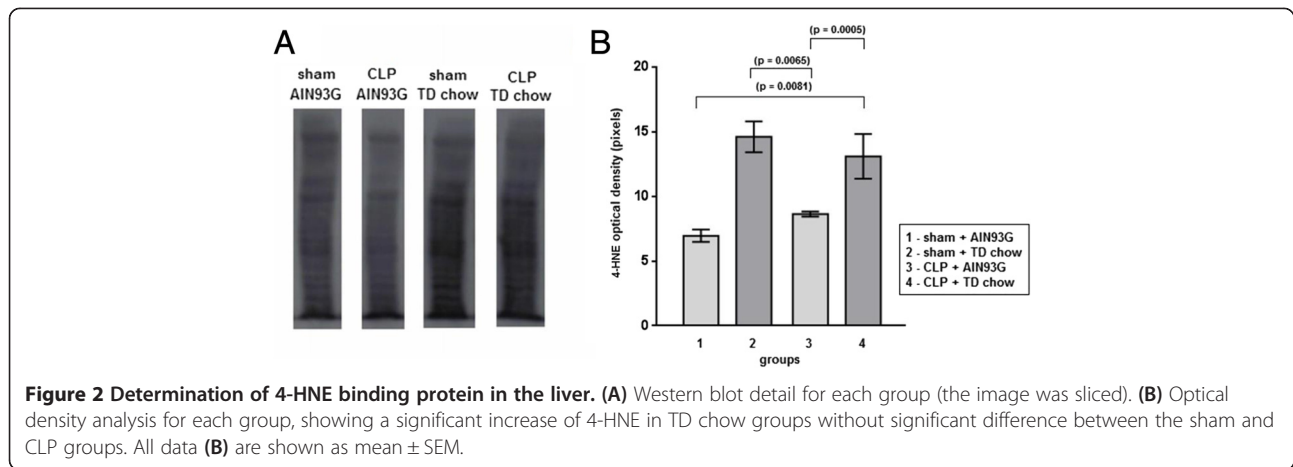 A
sham
AIN93G
CLP
AIN93G
sham
TD chow
CLP
TD chow
B
(p = 0.0005)
(p = 0.0065)
(p = 0.0081)
4-HNE optical density (pixels)
20
15
10
5
0
1 2 3 4
groups
1 - sham + AIN93G
2 - sham + TD chow
3 - CLP + AIN93G
4 - CLP + TD chow
Figure 2 Determination of 4-HNE binding protein in the liver. (A) Western blot detail for each group (the image was sliced). (B) Optical
density analysis for each group, showing a significant increase of 4-HNE in TD chow groups without significant difference between the sham and
CLP groups. All data (B) are shown as mean ± SEM.